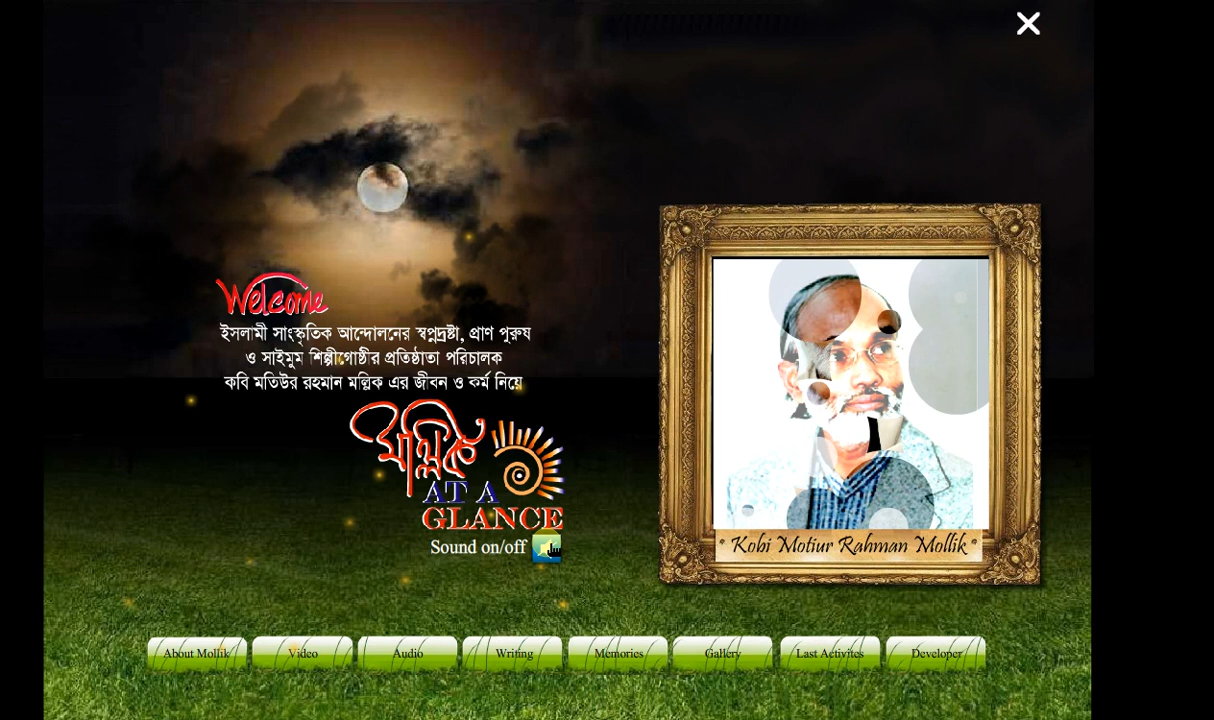 Welcome
ইসলামী সাংস্কৃতিক আন্দোলনের স্বপ্নদ্রষ্টা, প্রাণ পুরুষ
ও সাইমুম শিল্পীগোষ্ঠীর প্রতিষ্ঠাতা পরিচালক
কবি মতিউর রহমান মল্লিক এর জীবন ও কর্ম নিয়ে
মল্লিক
AT A
GLANCE
Sound on/off
* Kobi Motiur Rahman Mollik *
About Mollik Video Audio Writing Memories Gallery Last Activites Developer